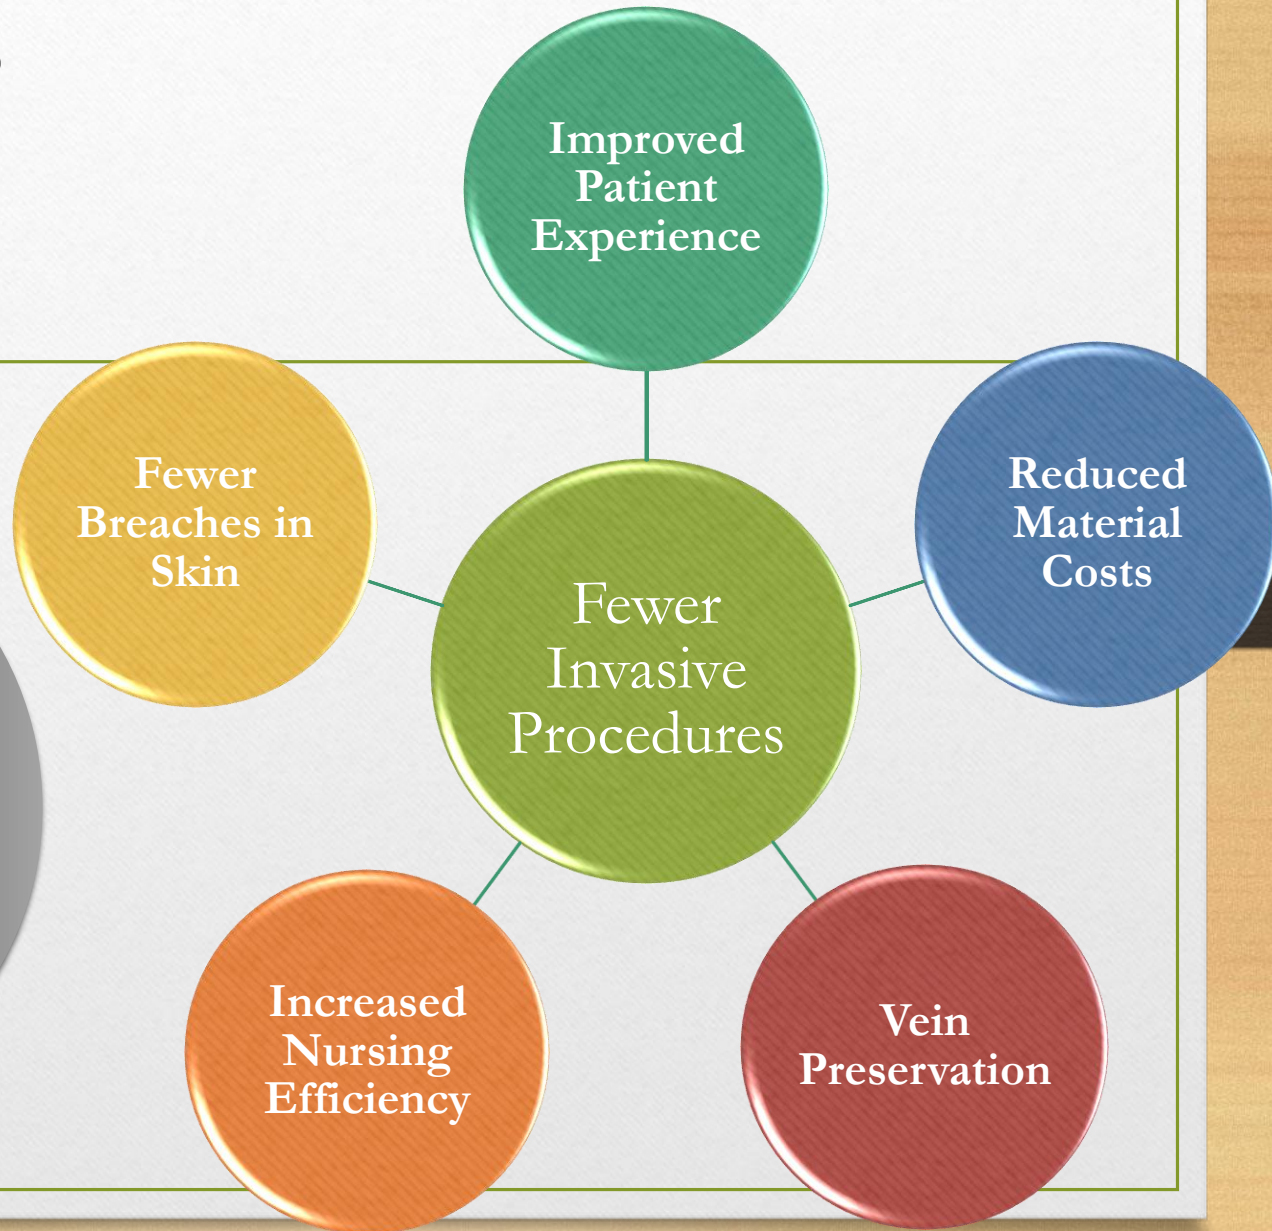 Improved
Patient
Experience
Fewer
Breaches in
Skin
Reduced
Material
Costs
Fewer
Invasive
Procedures
Increased
Nursing
Efficiency
Vein
Preservation